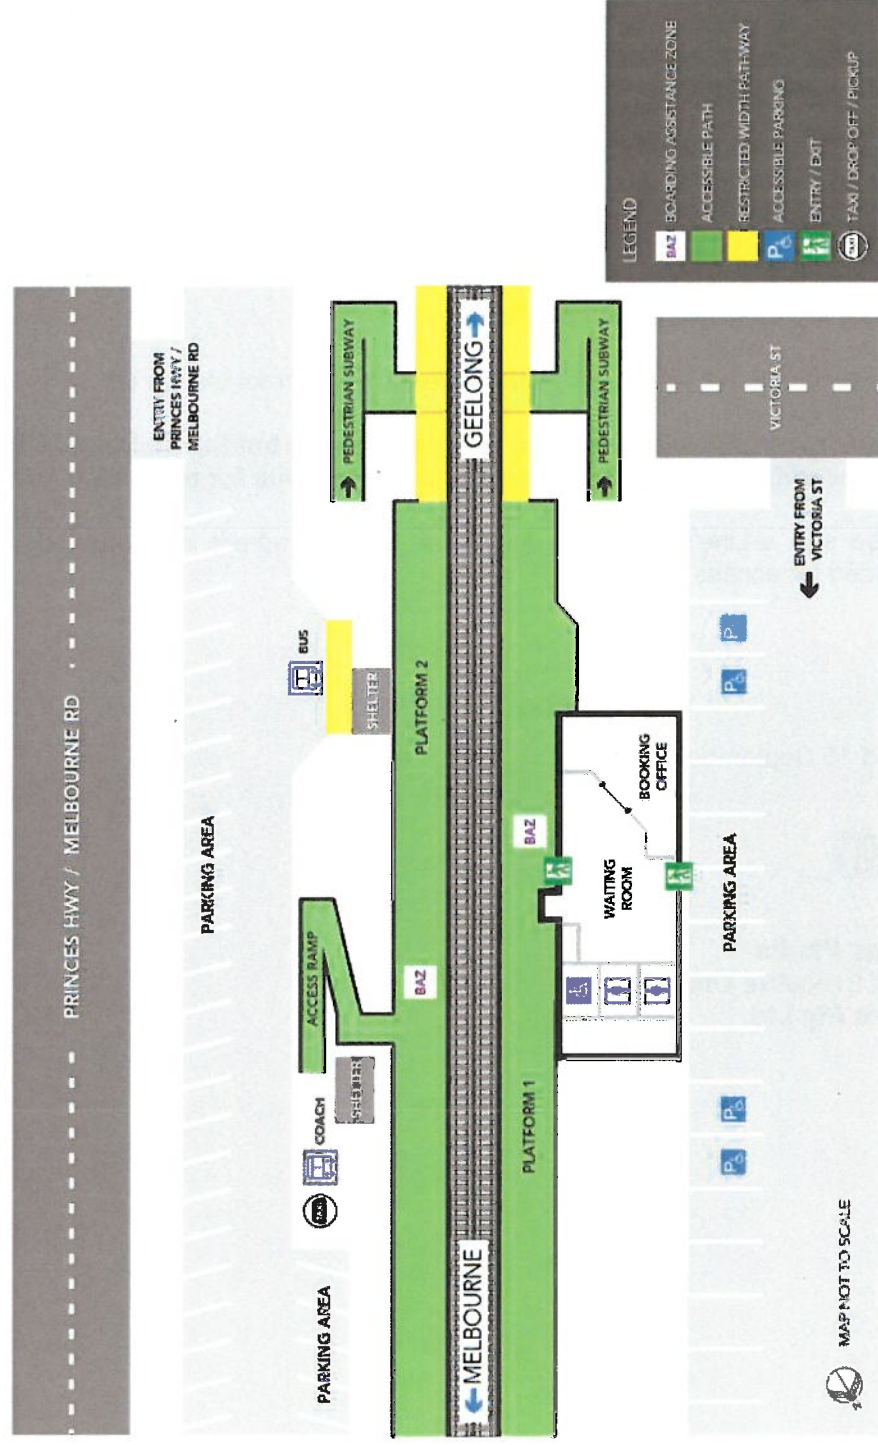 PRINCES HWY / MELBOURNE RD
ENTRY FROM
PRINCES HWY /
MELBOURNE RD
PARKING AREA
PARKING AREA
TAXI
COACH
SHELTER
ACCESS RAMP
BUS
SHELTER
PEDESTRIAN SUBWAY
BAZ
PLATFORM 2
MELBOURNE
GEELONG
PLATFORM 1
BAZ
PEDESTRIAN SUBWAY
WAITING
ROOM
BOOKING
OFFICE
PARKING AREA
P
P
P
P
ENTRY FROM
VICTORIA ST
VICTORIA ST
MAP NOT TO SCALE
LEGEND
BAZ BOARDING ASSISTANCE ZONE
ACCESSIBLE PATH
RESTRICTED WIDTH PATHWAY
P ACCESSIBLE PARKING
ENTRY / EXIT
TAXI TAXI / DROP OFF / PICKUP